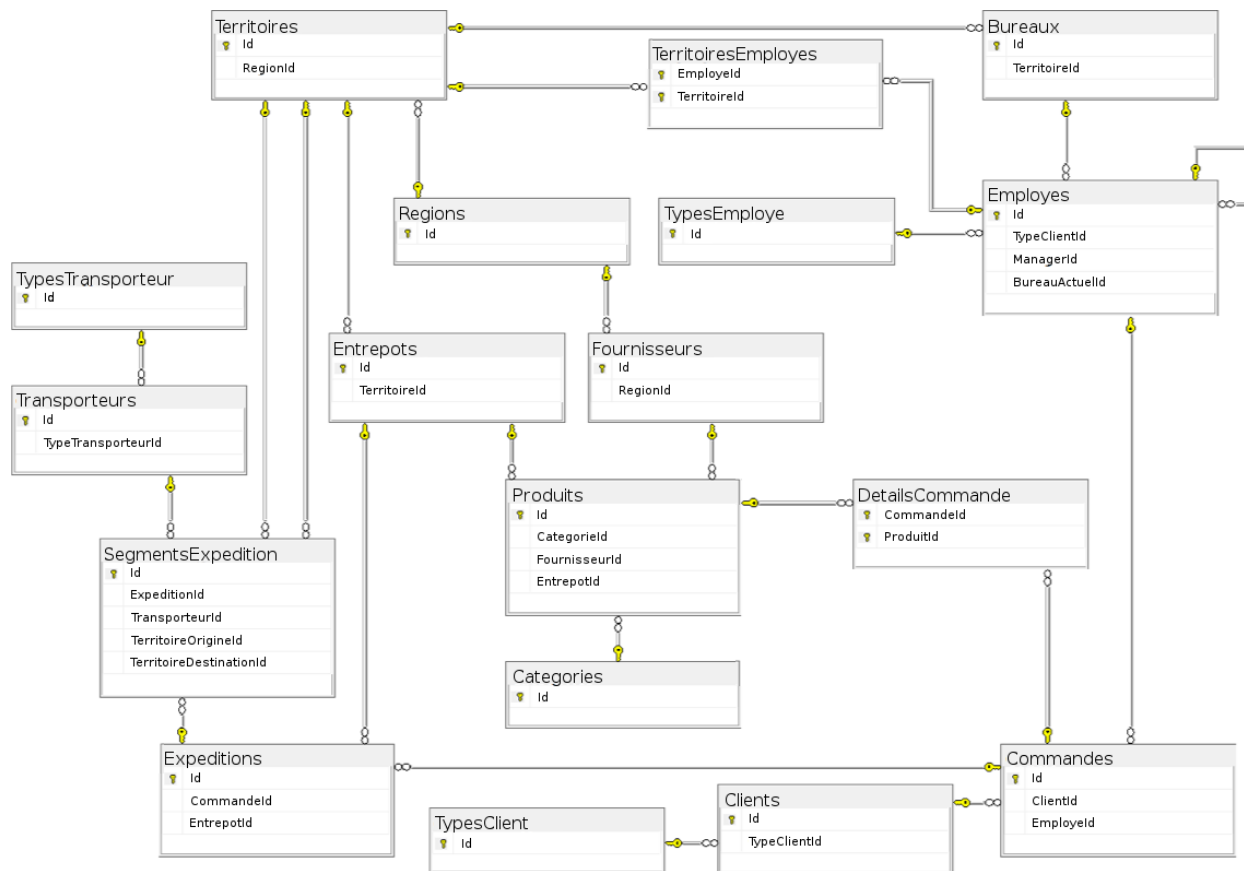 Territoires
Id
RegionId
Bureaux
Id
TerritoireId
TerritoiresEmployes
EmployeId
TerritoireId
Employes
Id
TypeClientId
ManagerId
BureauActuelId
Regions
Id
TypesEmploye
Id
TypesTransporteur
Id
Entrepots
Id
TerritoireId
Fournisseurs
Id
RegionId
Transporteurs
Id
TypeTransporteurId
Produits
Id
CategorieId
FournisseurId
EntrepotId
DetailsCommande
CommandeId
ProduitId
SegmentsExpedition
Id
ExpeditionId
TransporteurId
TerritoireOrigineId
TerritoireDestinationId
Categories
Id
Expeditions
Id
CommandeId
EntrepotId
Commandes
Id
ClientId
EmployeId
Clients
Id
TypeClientId
TypesClient
Id